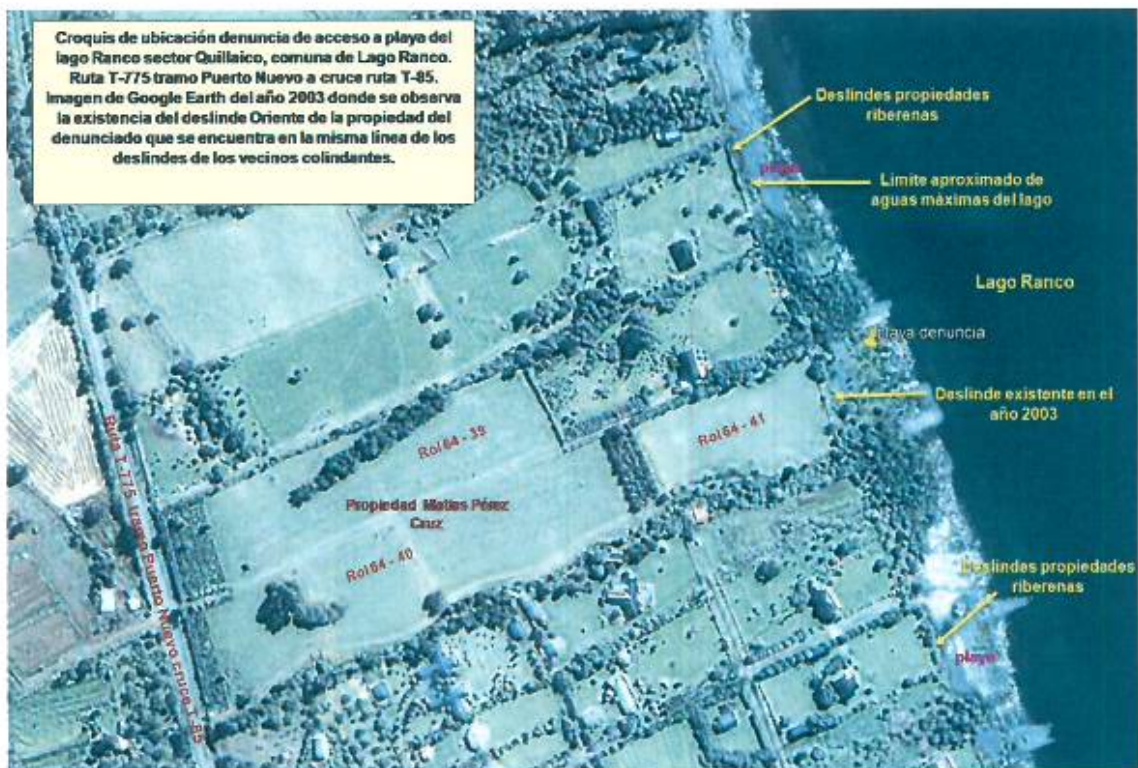 Croquis de ubicación denuncia de acceso a playa del
lago Ranco sector Quillaico, comuna de Lago Ranco.
Ruta T-775 tramo Puerto Nuevo a cruce ruta T-85.
Imagen de Google Earth del año 2003 donde se observa
la existencia del deslinde Oriente de la propiedad del
denunciado que se encuentra en la misma línea de los
deslindes de los vecinos colindantes.
Deslindes propiedades
riberenas
playa
Limite aproximado de
aguas máximas del lago
Lago Ranco
playa denuncia
Deslinde existente en el
año 2003
Rol 64 - 39
Rol 64 - 41
Propiedad Matías Pérez
Cruz
Rol 64 - 40
Ruta T-775 tramo Puerto Nuevo cruce T-85
Deslindes propiedades
riberenas
playa